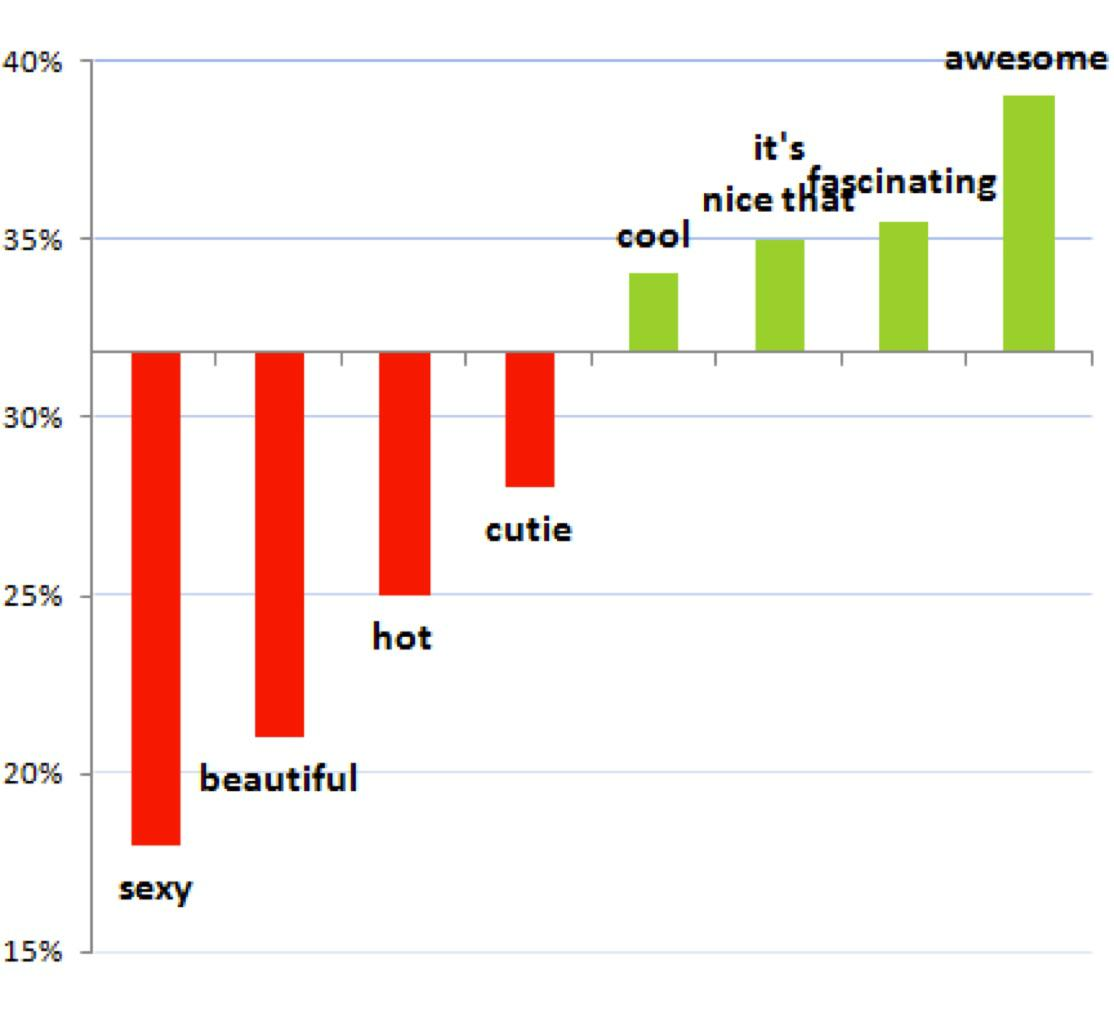 40%
awesome
it's
fascinating
nice that
35%
cool
30%
cutie
25%
hot
20%
beautiful
sexy
15%